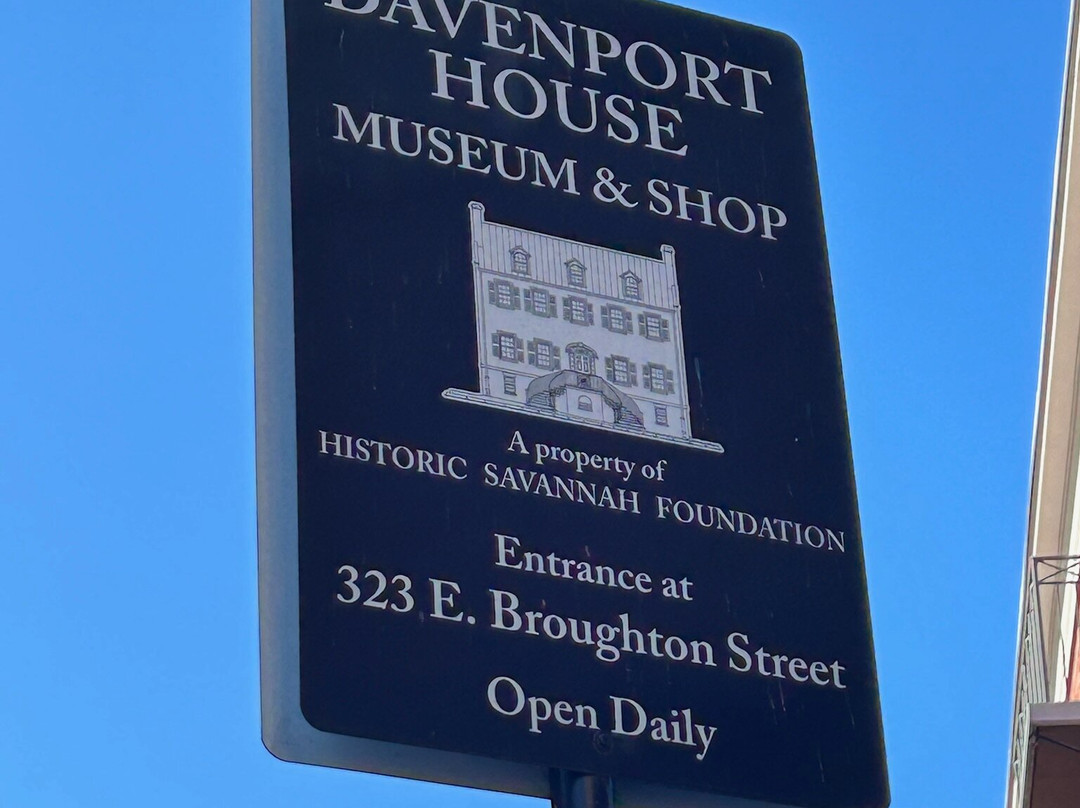 DAVENPORT
HOUSE
MUSEUM & SHOP
A property of
HISTORIC SAVANNAH FOUNDATION
Entrance at
323 E. Broughton Street
Open Daily